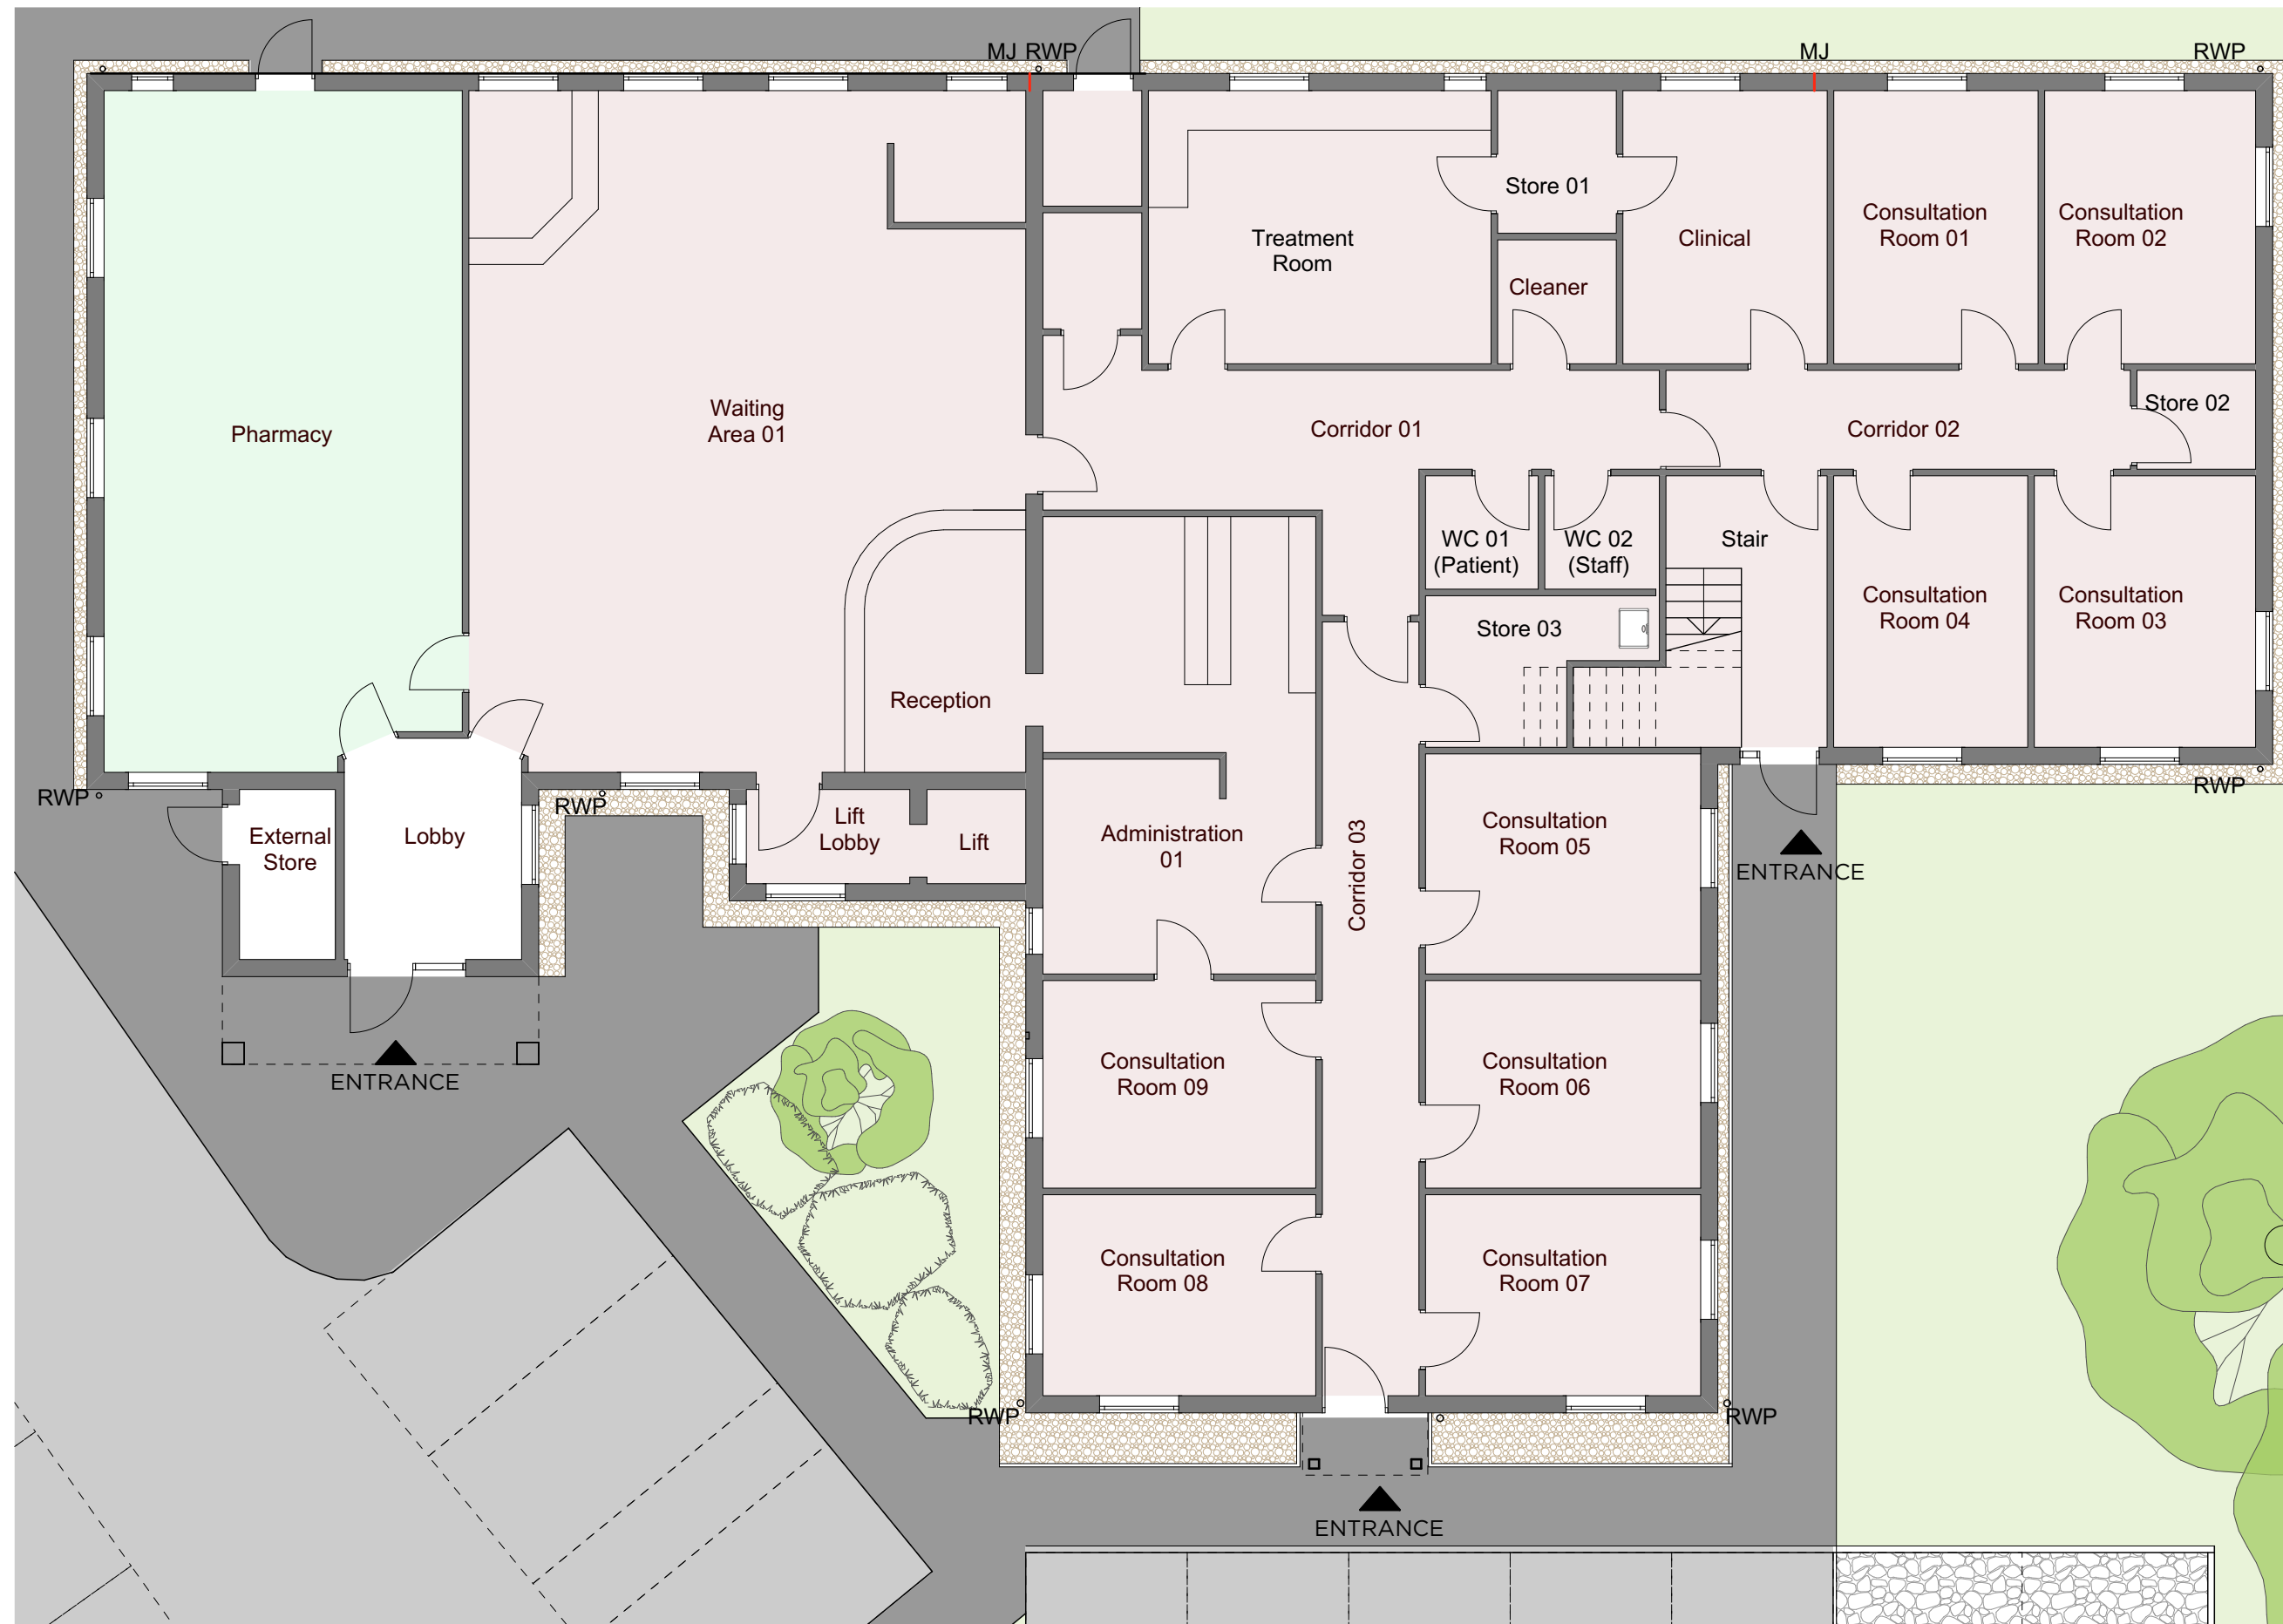 MJ RWP
MJ
RWP
Store 01
Consultation
Room 01
Consultation
Room 02
Treatment
Room
Clinical
Cleaner
Pharmacy
Waiting
Area 01
Corridor 01
Corridor 02
Store 02
WC 01
(Patient)
WC 02
(Staff)
Stair
Store 03
Consultation
Room 04
Consultation
Room 03
Reception
RWP
RWP
RWP
External
Store
Lobby
Lift
Lobby
Lift
Administration
01
Corridor 03
Consultation
Room 05
ENTRANCE
Consultation
Room 09
Consultation
Room 06
ENTRANCE
Consultation
Room 08
Consultation
Room 07
RWP
RWP
ENTRANCE